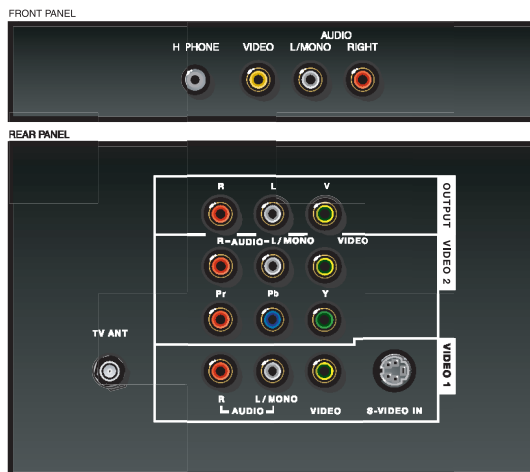 FRONT PANEL
AUDIO
H PHONE VIDEO L/MONO RIGHT
REAR PANEL
R L V
OUTPUT
R-AUDIO-L/MONO VIDEO
VIDEO 2
Pr Pb Y
TV ANT
VIDEO 1
R L/MONO
AUDIO VIDEO S-VIDEO IN